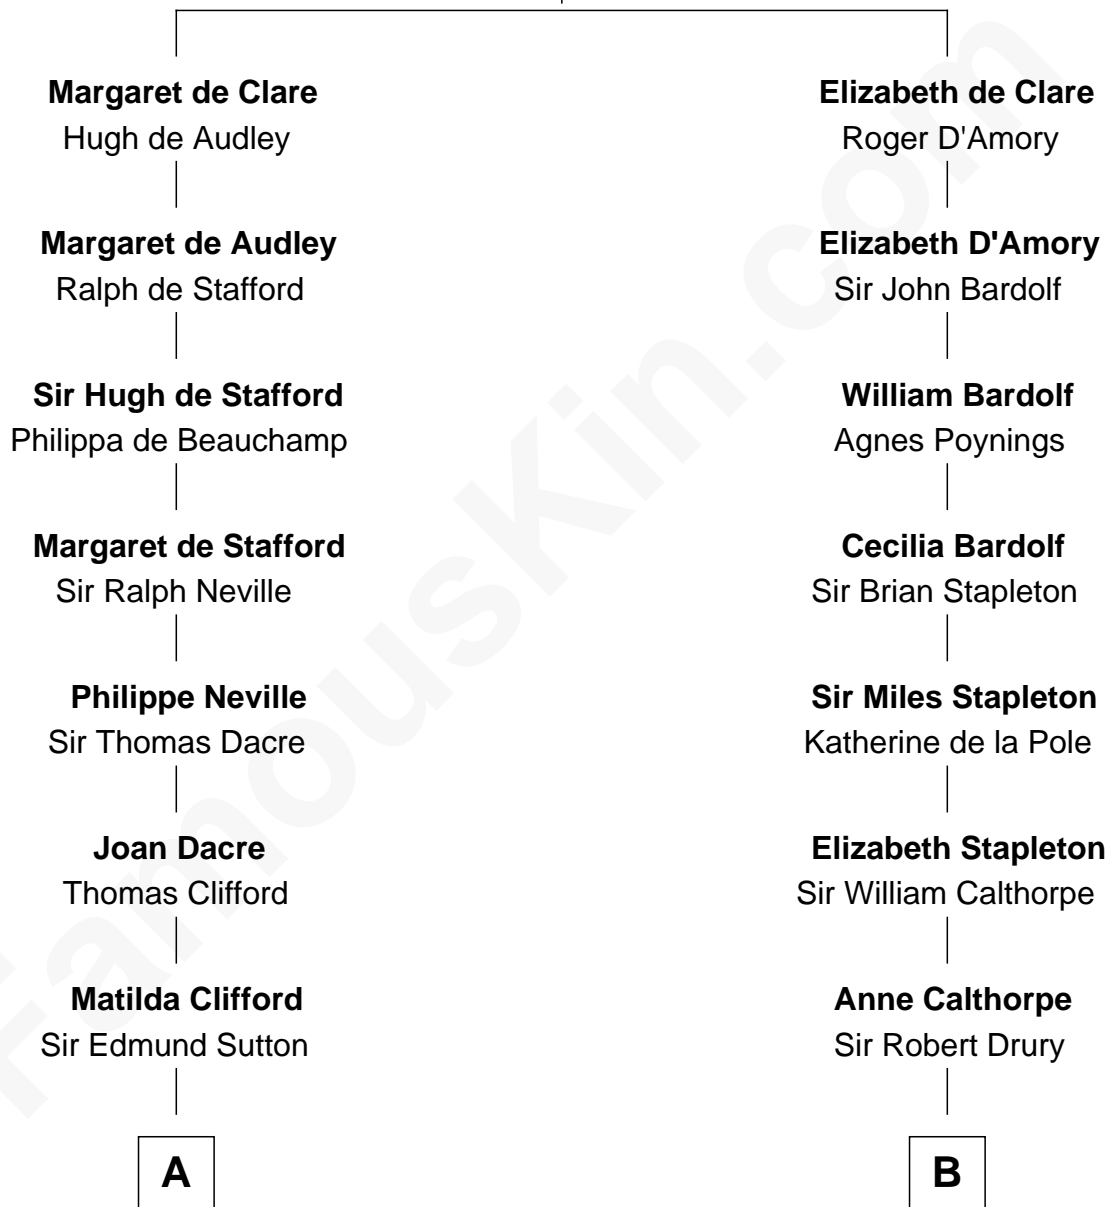 Margaret de Clare
Hugh de Audley
Margaret de Audley
Ralph de Stafford
Sir Hugh de Stafford
Philippa de Beauchamp
Margaret de Stafford
Sir Ralph Neville
Philippe Neville
Sir Thomas Dacre
Joan Dacre
Thomas Clifford
Matilda Clifford
Sir Edmund Sutton
A
Elizabeth de Clare
Roger D'Amory
Elizabeth D'Amory
Sir John Bardolf
William Bardolf
Agnes Poynings
Cecilia Bardolf
Sir Brian Stapleton
Sir Miles Stapleton
Katherine de la Pole
Elizabeth Stapleton
Sir William Calthorpe
Anne Calthorpe
Sir Robert Drury
B
FamousKin.com